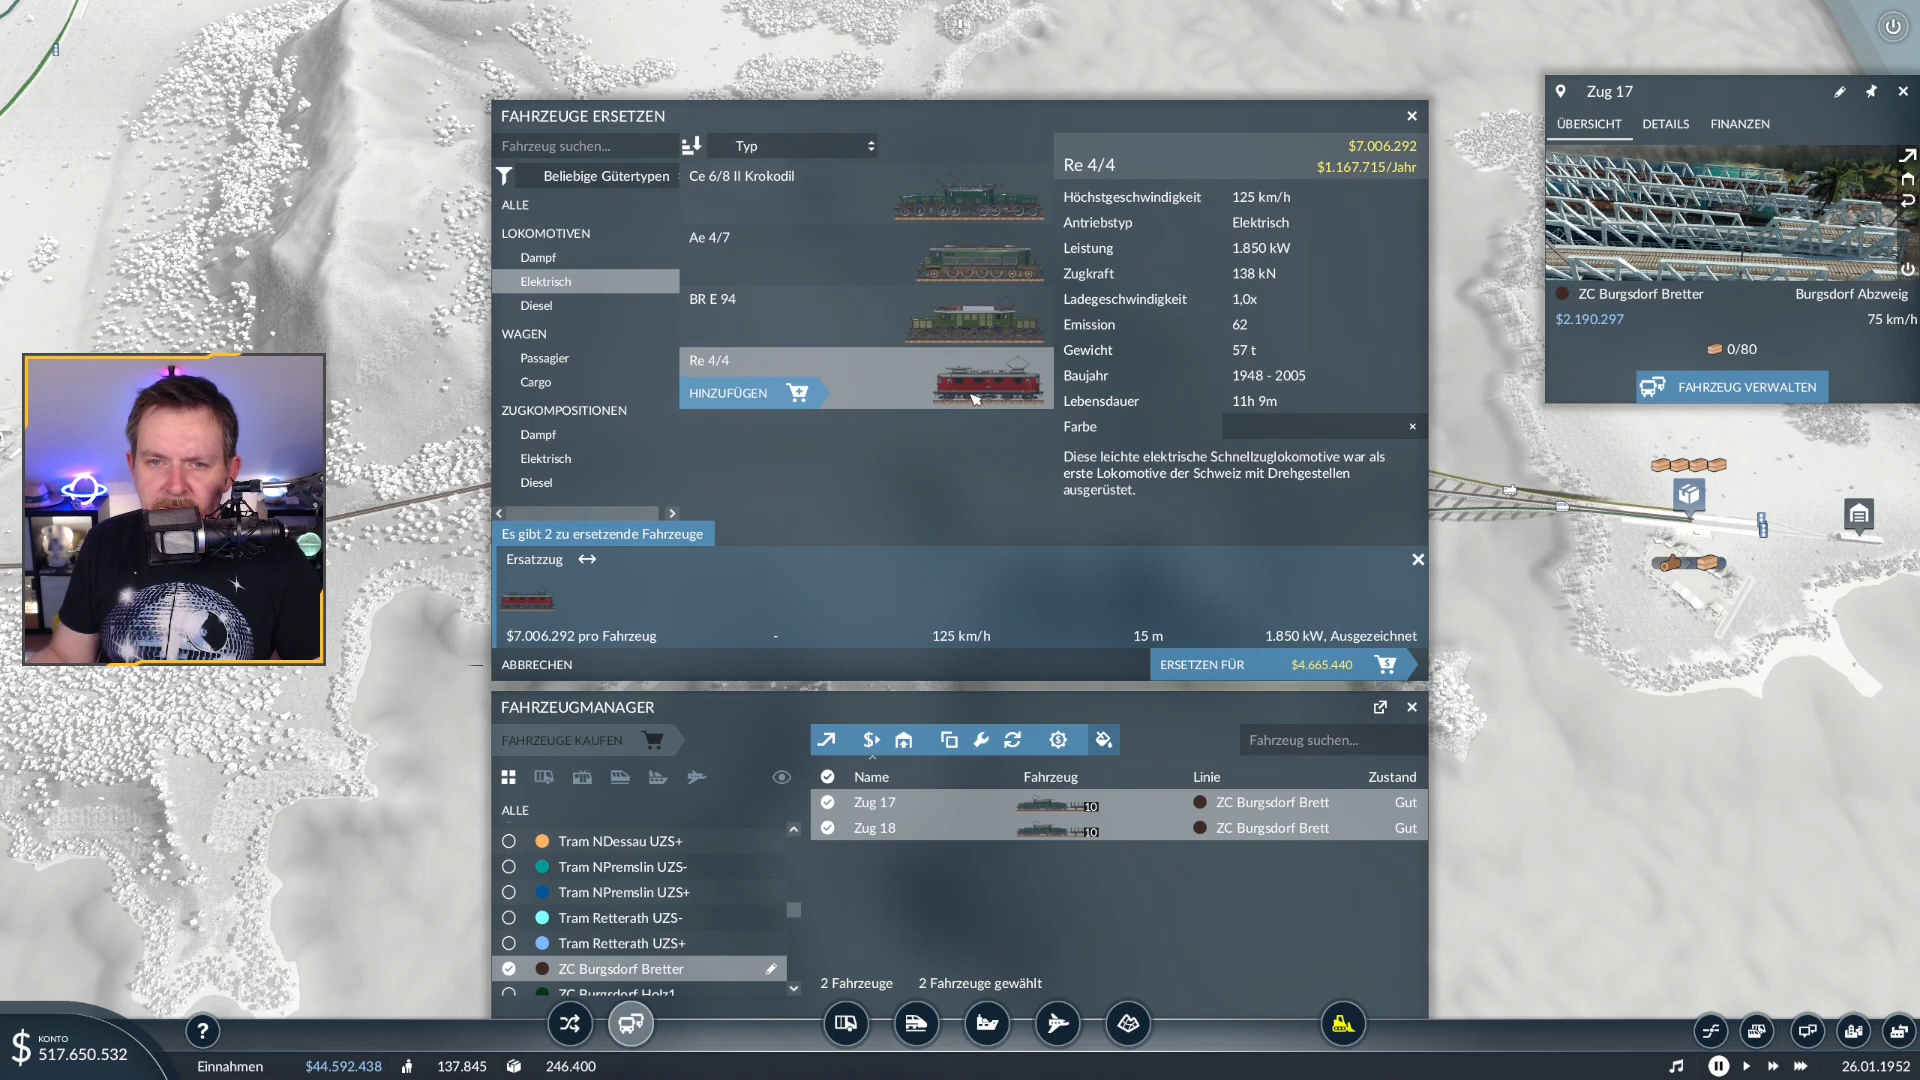 FAHRZEUGE ERSETZEN
Fahrzeug suchen...
Typ
Beliebige Gütertypen
ALLE
LOKOMOTIVEN
Dampf
Elektrisch
Diesel
WAGEN
Passagier
Cargo
ZUGKOMPOSITIONEN
Dampf
Elektrisch
Diesel
Ce 6/8 II Krokodil
Ae 4/7
BR E 94
Re 4/4
HINZUFÜGEN
$7.006.292
Re 4/4
$1.167.715/Jahr
Höchstgeschwindigkeit 125 km/h
Antriebstyp Elektrisch
Leistung 1.850 kW
Zugkraft 138 kN
Ladegeschwindigkeit 1,0x
Emission 62
Gewicht 57 t
Baujahr 1948 - 2005
Lebensdauer 11h 9m
Farbe
Diese leichte elektrische Schnellzuglokomotive war als
erste Lokomotive der Schweiz mit Drehgestellen
ausgerüstet.
Es gibt 2 zu ersetzende Fahrzeuge
Ersatzzug
$7.006.292 pro Fahrzeug - 125 km/h 15 m 1.850 kW, Ausgezeichnet
ABBRECHEN
ERSETZEN FÜR $4.665.440
Zug 17
ÜBERSICHT DETAILS FINANZEN
ZC Burgsdorf Bretter Burgsdorf Abzweig
$2.190.297 75 km/h
0/80
FAHRZEUG VERWALTEN
FAHRZEUGMANAGER
FAHRZEUGE KAUFEN
Fahrzeug suchen...
ALLE
Tram NDessau UZS+
Tram NPremslin UZS-
Tram NPremslin UZS+
Tram Retterath UZS-
Tram Retterath UZS+
ZC Burgsdorf Bretter
ZC Burgsdorf Holz1
Name Fahrzeug Linie Zustand
Zug 17 10 ZC Burgsdorf Brett Gut
Zug 18 10 ZC Burgsdorf Brett Gut
2 Fahrzeuge 2 Fahrzeuge gewählt
KONTO
$ 517.650.532
?
Einnahmen $44.592.438 137.845 246.400
26.01.1952